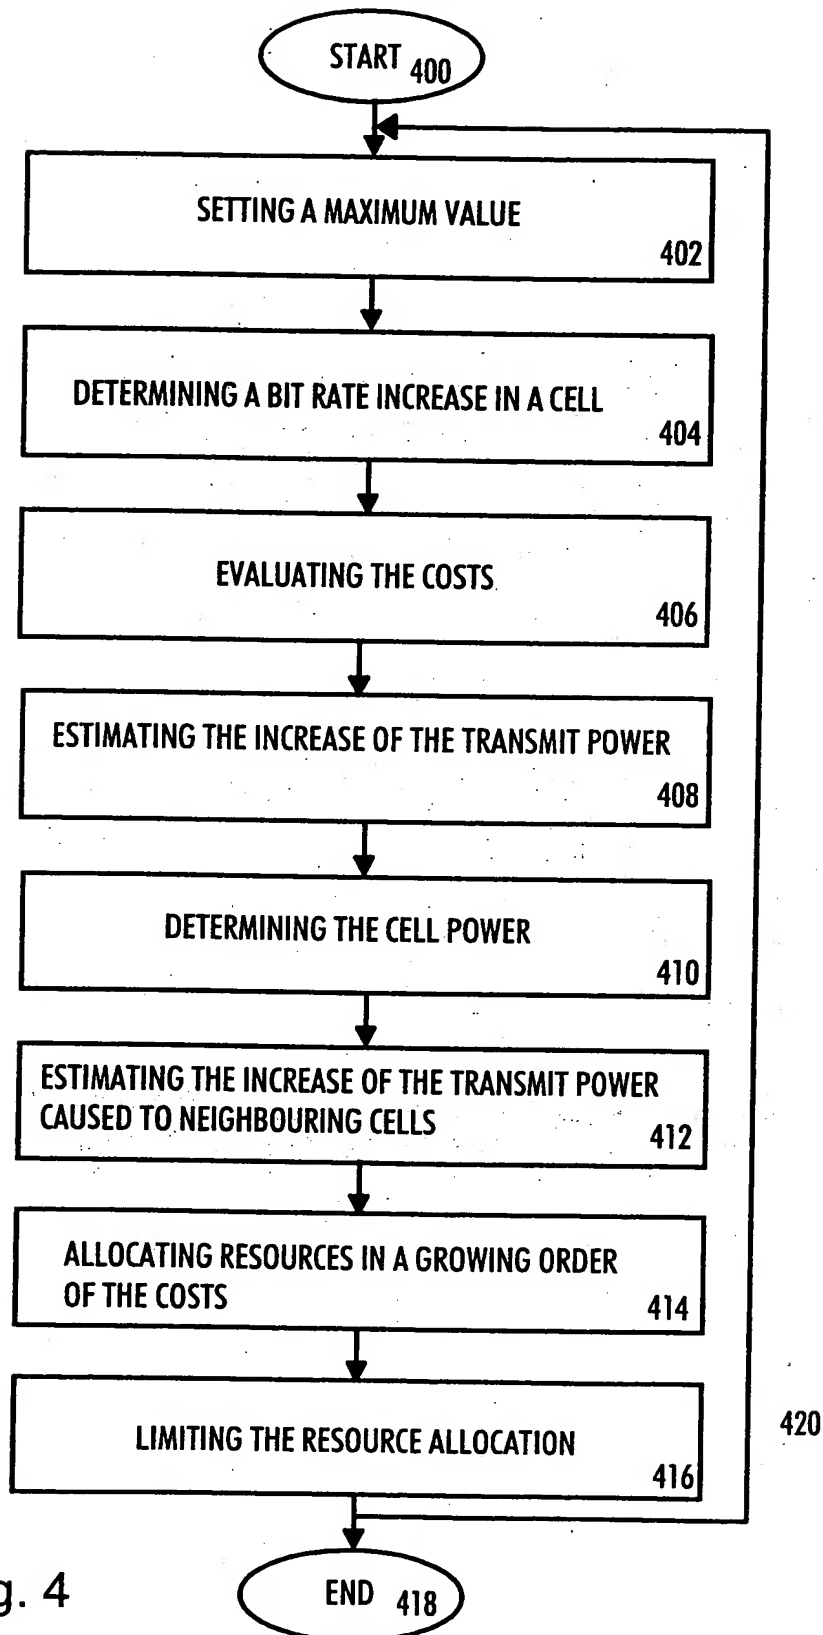 START 400
SETTING A MAXIMUM VALUE
402
DETERMINING A BIT RATE INCREASE IN A CELL
404
EVALUATING THE COSTS
406
ESTIMATING THE INCREASE OF THE TRANSMIT POWER
408
DETERMINING THE CELL POWER
410
ESTIMATING THE INCREASE OF THE TRANSMIT POWER
CAUSED TO NEIGHBOURING CELLS
412
ALLOCATING RESOURCES IN A GROWING ORDER
OF THE COSTS
414
LIMITING THE RESOURCE ALLOCATION
416
420
END 418
g. 4